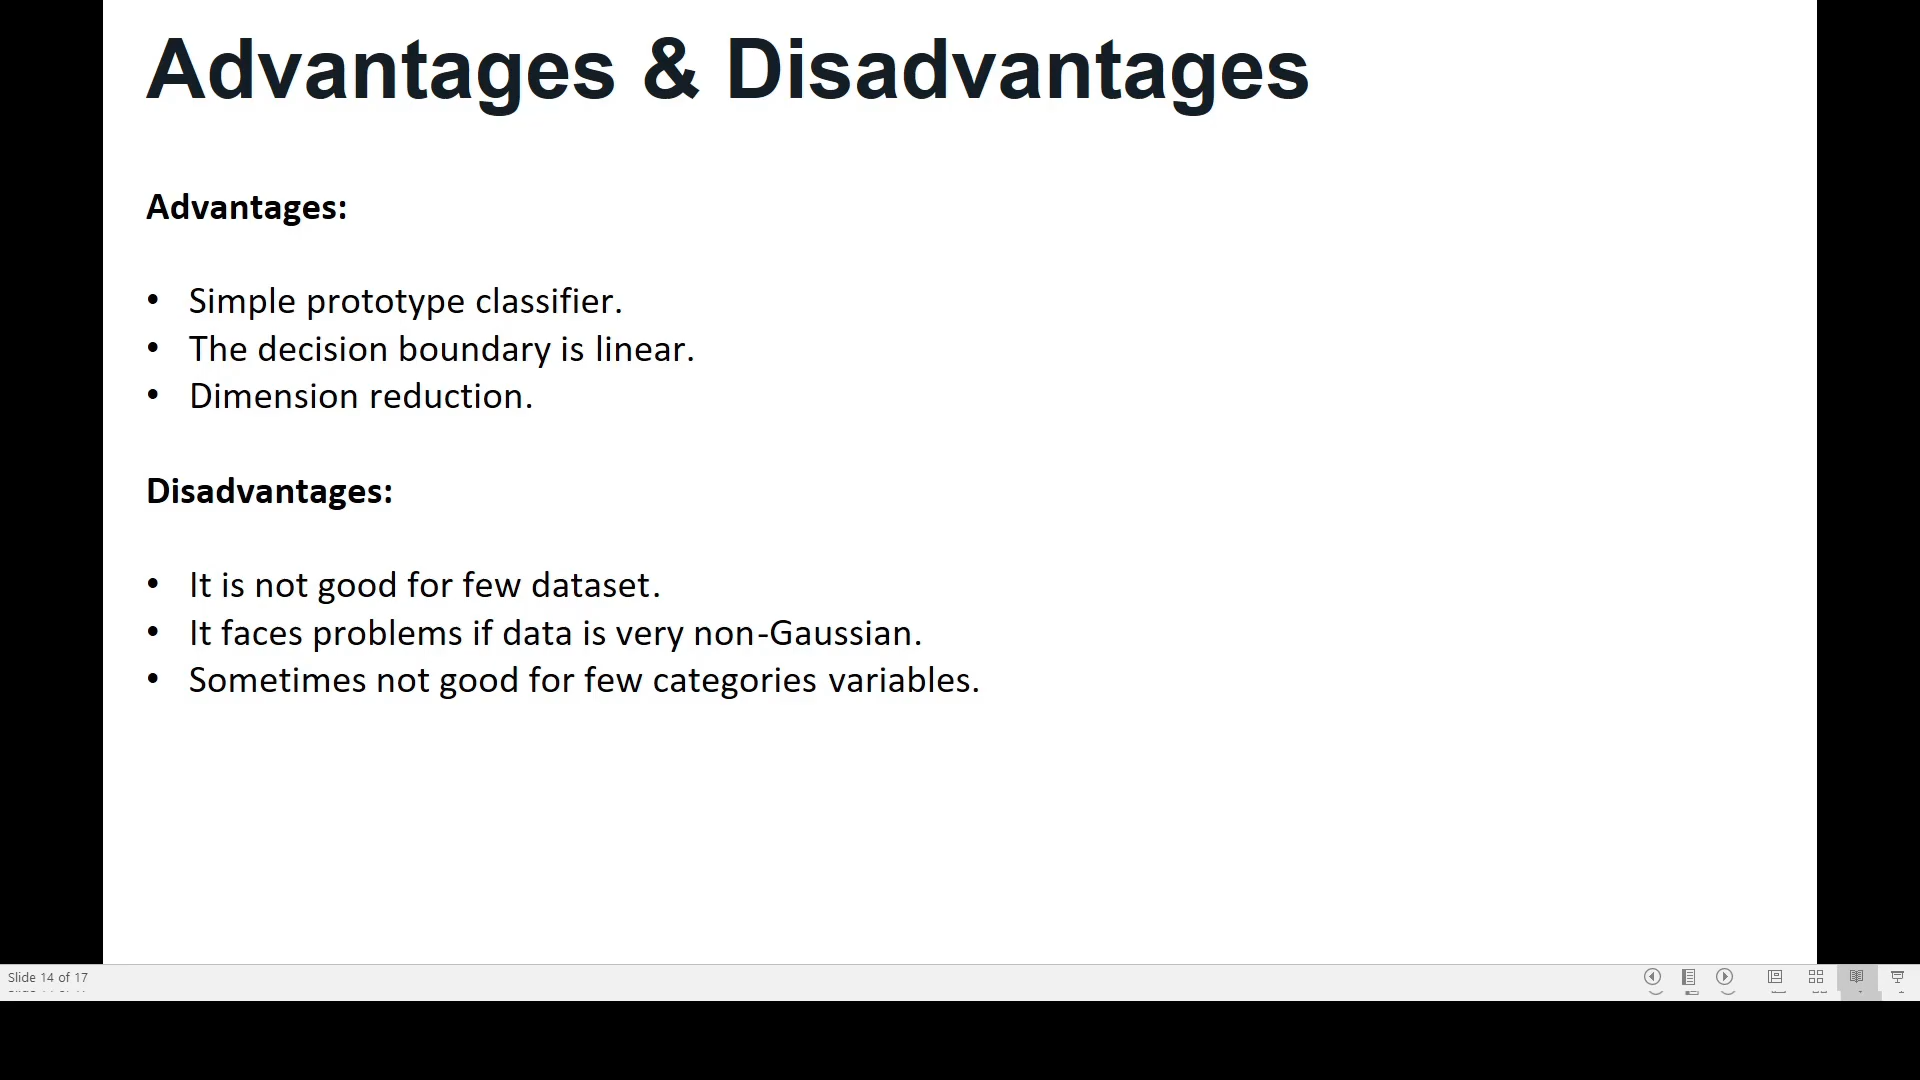 Advantages & Disadvantages
Advantages:
• Simple prototype classifier.
• The decision boundary is linear.
• Dimension reduction.
Disadvantages:
• It is not good for few dataset.
• It faces problems if data is very non-Gaussian.
• Sometimes not good for few categories variables.
Slide 14 of 17